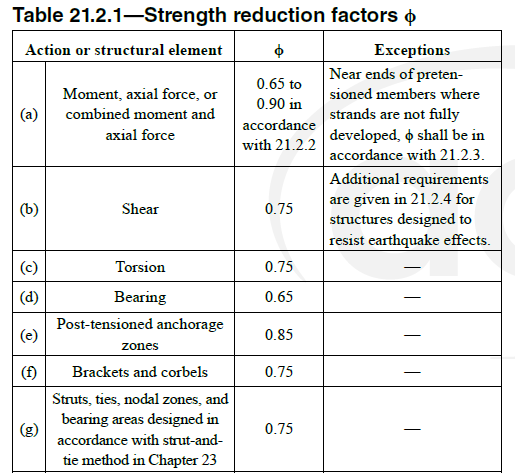 Table 21.2.1—Strength reduction factors ϕ
Action or structural element ϕ Exceptions
(a) Moment, axial force, or
combined moment and
axial force
0.65 to
0.90 in
accordance
with 21.2.2
Near ends of preten-
sioned members where
strands are not fully
developed, ϕ shall be in
accordance with 21.2.3.
(b) Shear 0.75
Additional requirements
are given in 21.2.4 for
structures designed to
resist earthquake effects.
(c) Torsion 0.75 —
(d) Bearing 0.65 —
(e) Post-tensioned anchorage
zones
0.85 —
(f) Brackets and corbels 0.75 —
(g) Struts, ties, nodal zones, and
bearing areas designed in
accordance with strut-and-
tie method in Chapter 23
0.75 —